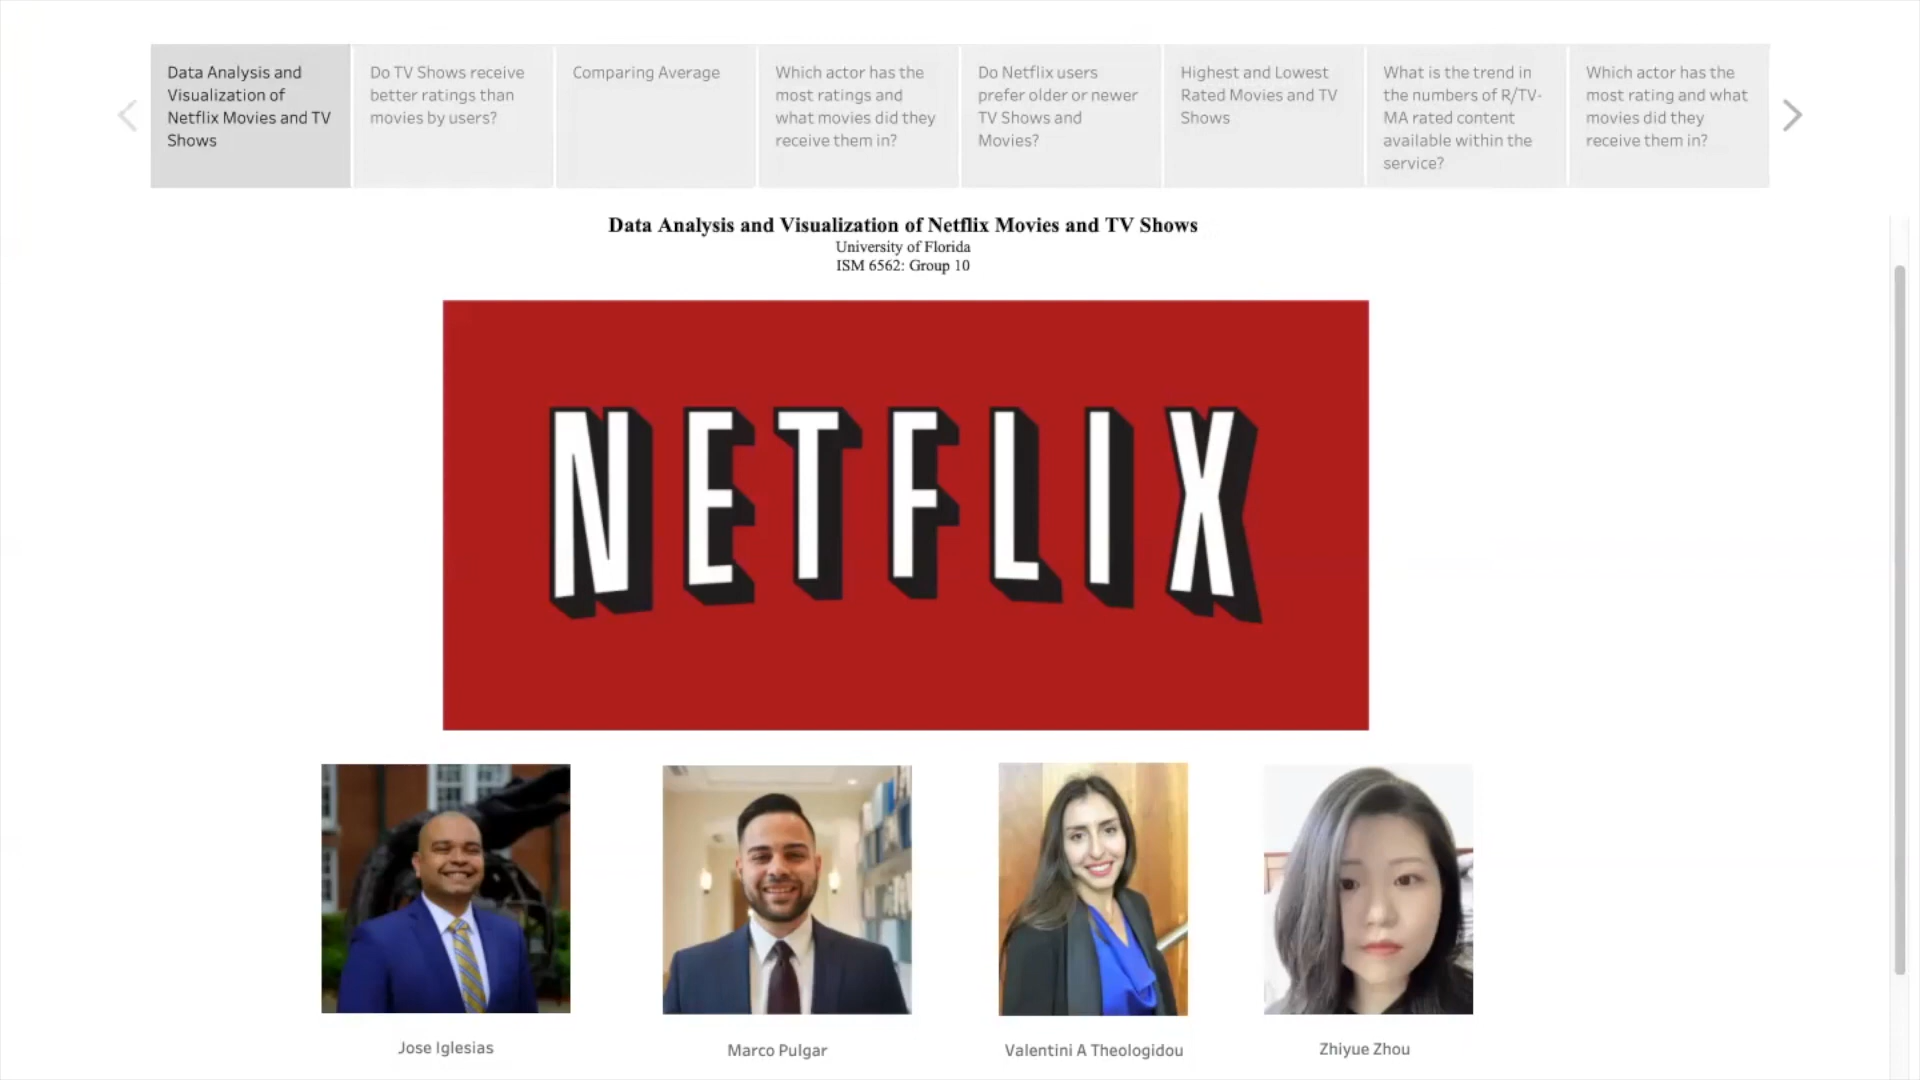 Data Analysis and
Visualization of
Netflix Movies and TV
Shows
Do TV Shows receive
better ratings than
movies by users?
Comparing Average
Which actor has the
most ratings and
what movies did they
receive them in?
Do Netflix users
prefer older or newer
TV Shows and
Movies?
Highest and Lowest
Rated Movies and TV
Shows
What is the trend in
the numbers of R/TV-
MA rated content
available within the
service?
Which actor has the
most rating and what
movies did they
receive them in?
Data Analysis and Visualization of Netflix Movies and TV Shows
University of Florida
ISM 6562: Group 10
NETFLIX
Jose Iglesias
Marco Pulgar
Valentini A Theologidou
Zhiyue Zhou